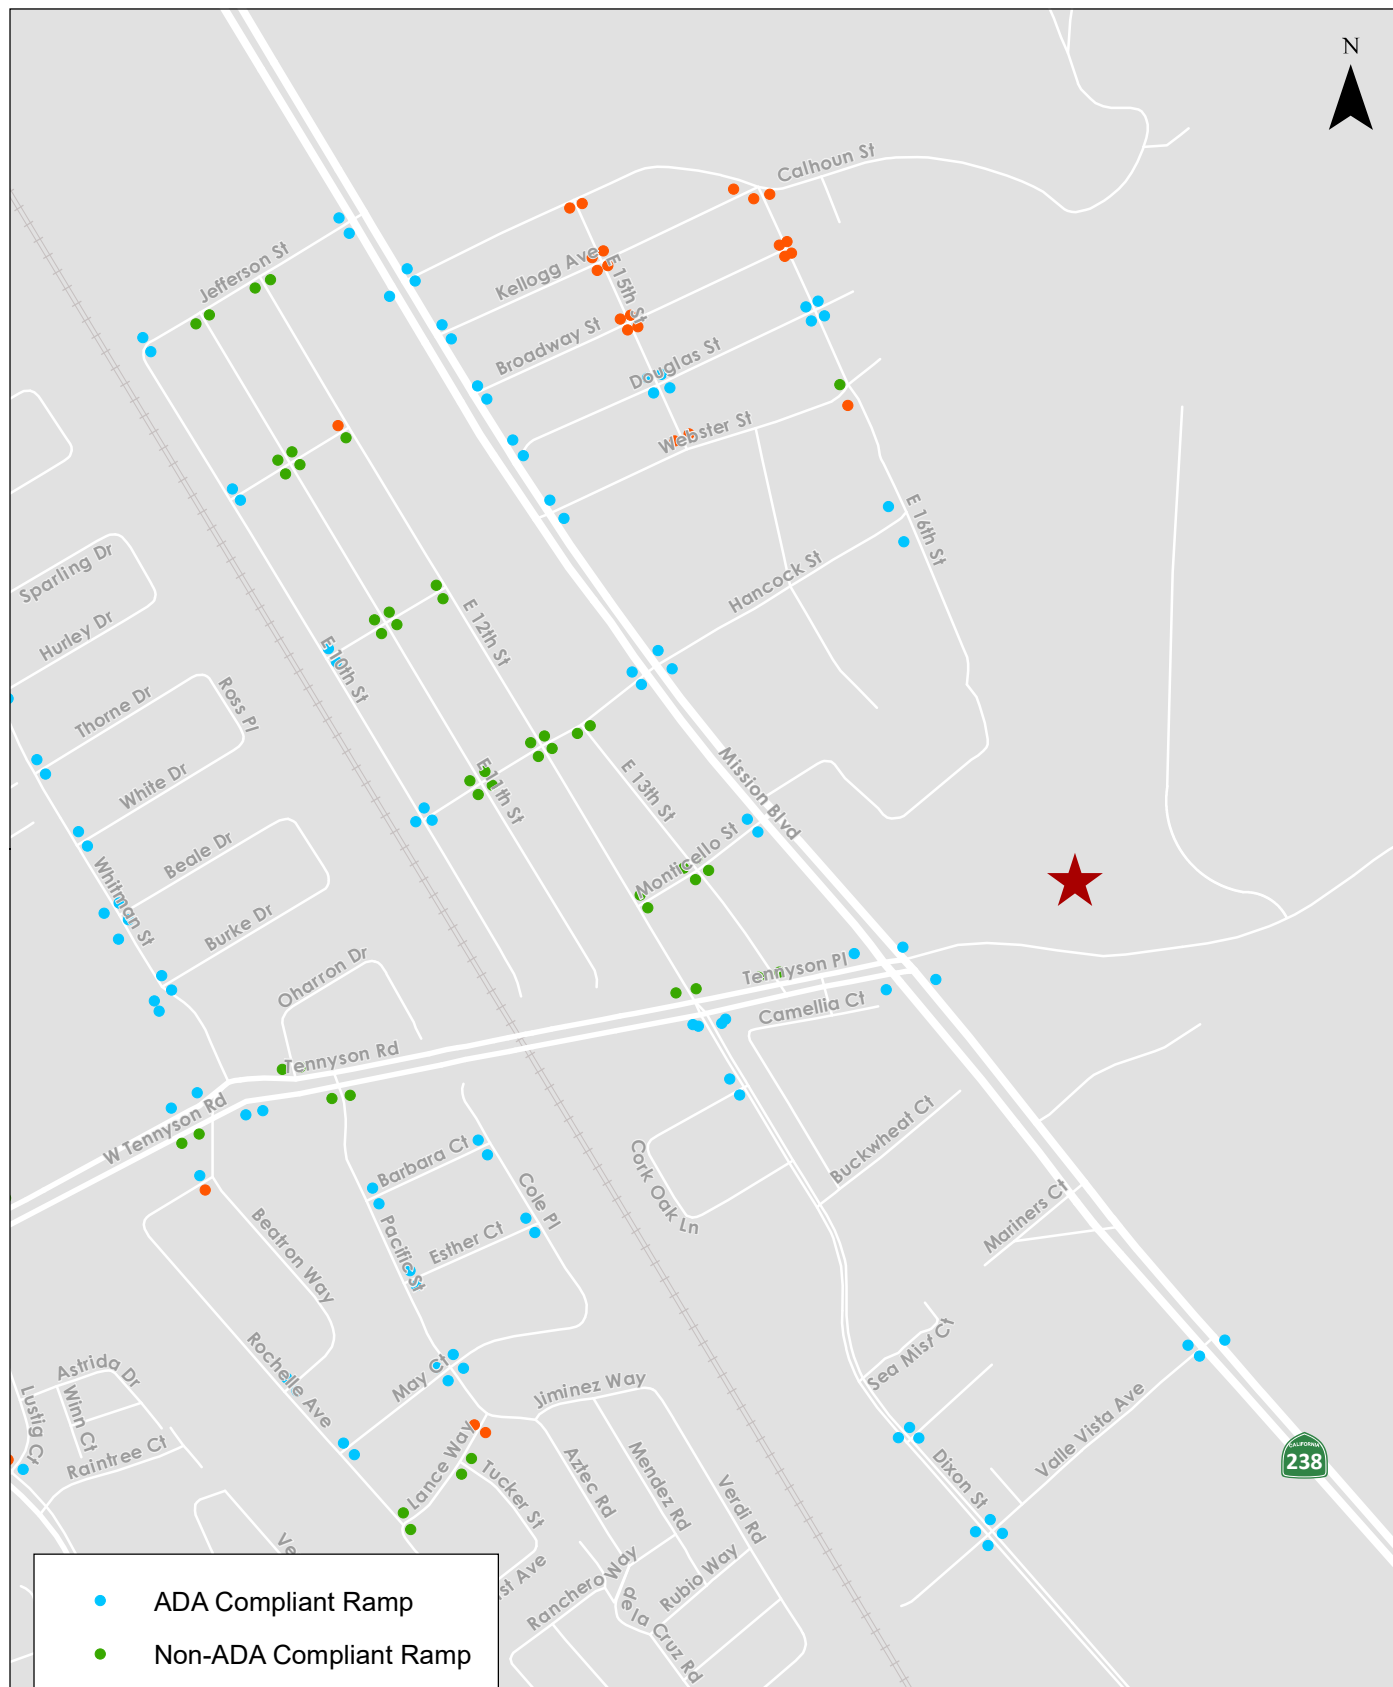 N
Calhoun St
Jefferson St
Kellogg Ave
E 15th St
Broadway St
Douglas St
Webster St
E 16th St
Hancock St
Sparling Dr
Hurley Dr
E 12th St
E 10th St
Thorne Dr
Ross Pl
White Dr
E 11th St
E 13th St
Mission Blvd
Monticello St
Beale Dr
Whitman St
Burke Dr
Oharron Dr
Tennyson Pl
Camellia Ct
Tennyson Rd
W Tennyson Rd
Buckwheat Ct
Barbara Ct
Cork Oak Ln
Cole Pl
Mariners Ct
Beatron Way
Pacific St
Esther Ct
Sea Mist Ct
Rochelle Ave
May Ct
Astrida Dr
Winn Ct
Lustig Ct
Raintree Ct
Jiminez Way
Valle Vista Ave
Lance Way
Tucker St
Aztec Rd
Mendez Rd
Verdi Rd
Dixon St
CALIFORNIA
238
Ve
st Ave
Ranchero Way
Rubio Way
de la Cruz Rd
ADA Compliant Ramp
Non-ADA Compliant Ramp